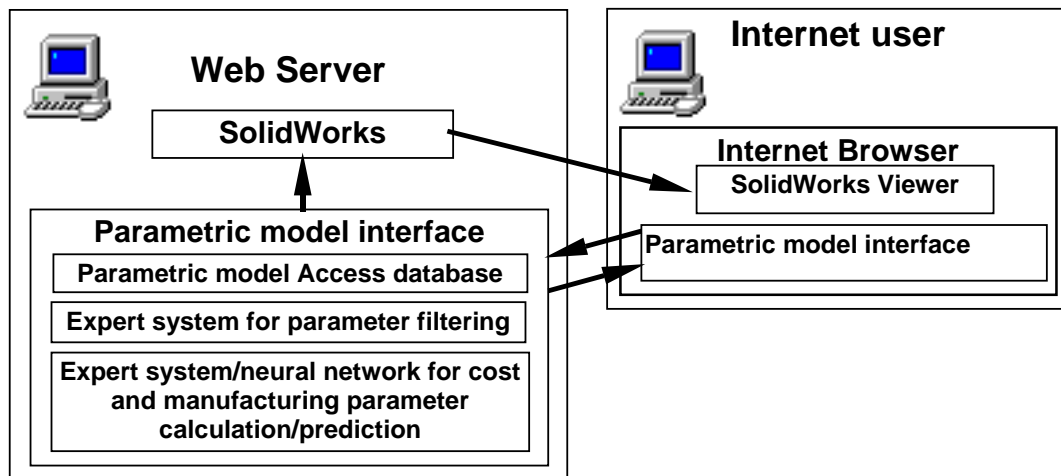 Web Server
SolidWorks
Parametric model interface
Parametric model Access database
Expert system for parameter filtering
Expert system/neural network for cost
and manufacturing parameter
calculation/prediction
Internet user
Internet Browser
SolidWorks Viewer
Parametric model interface